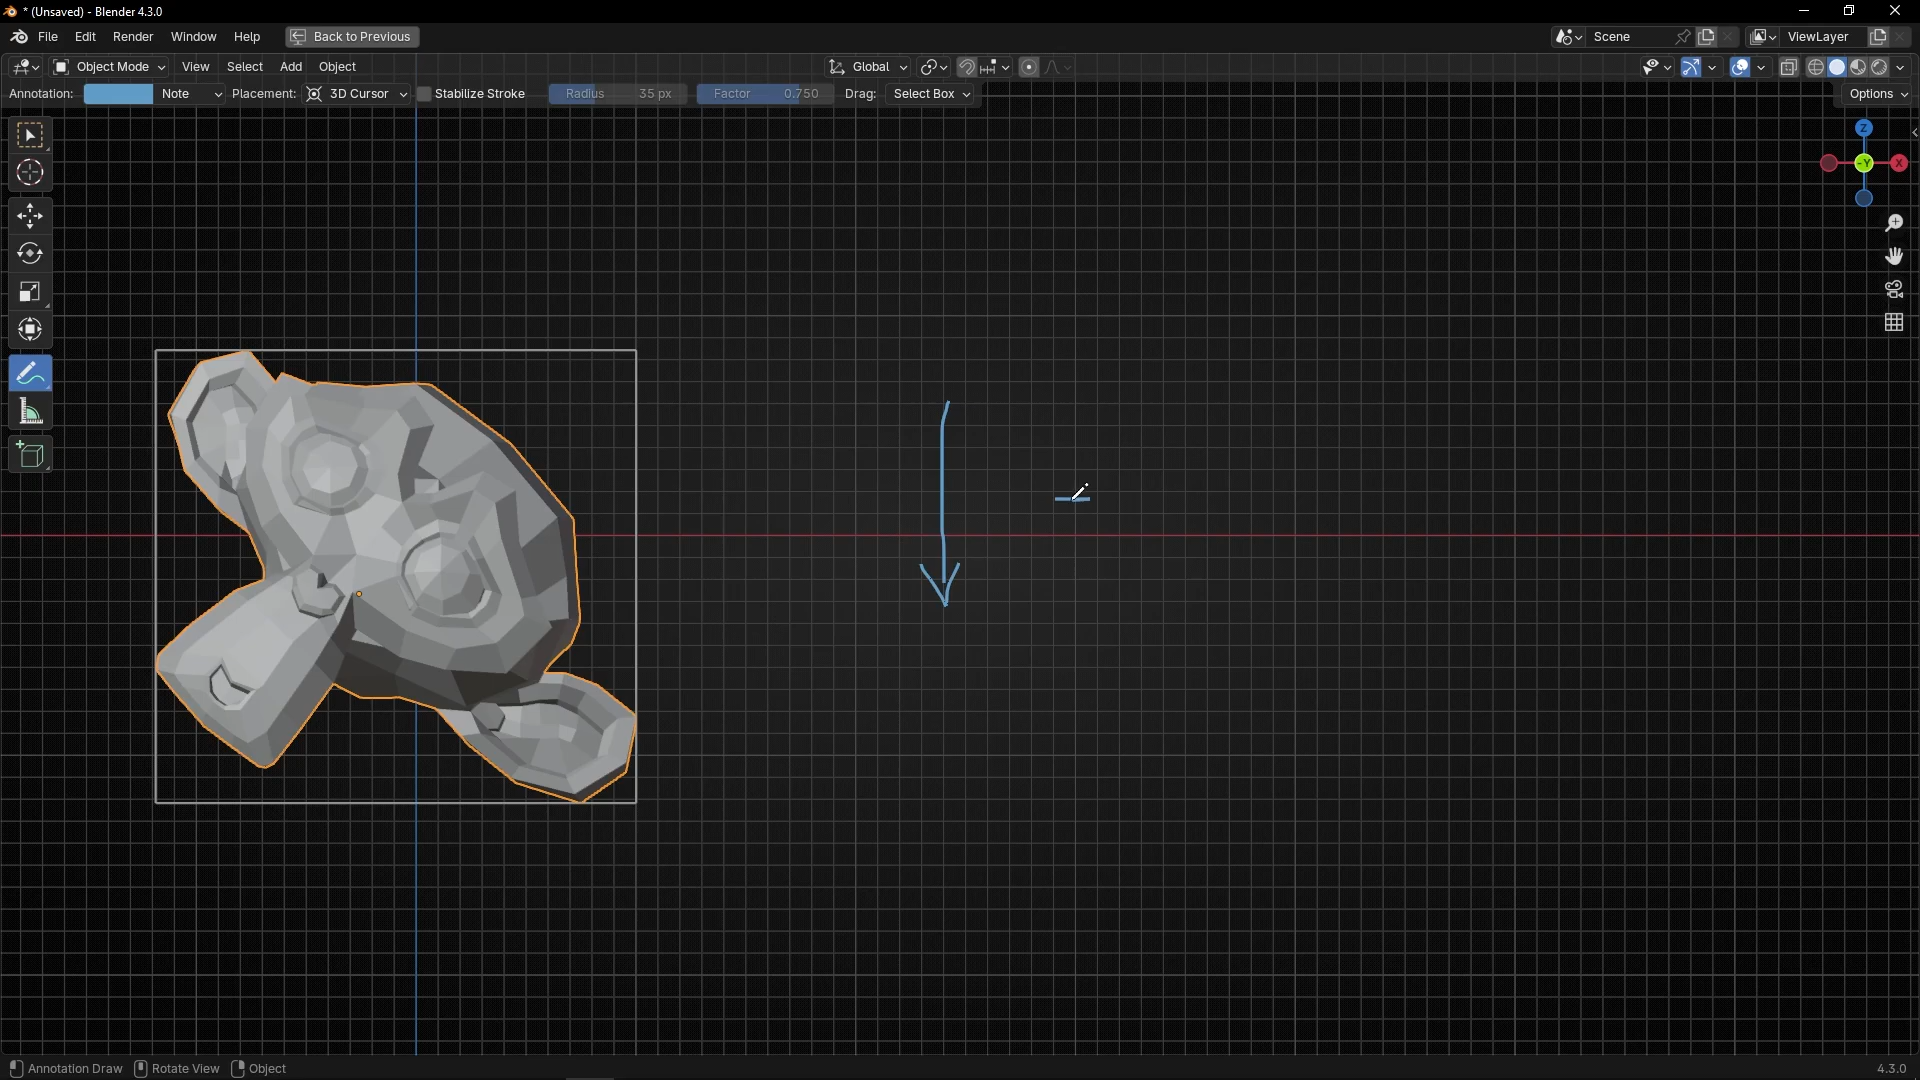 * (Unsaved) - Blender 4.3.0
File Edit Render Window Help Back to Previous Scene ViewLayer
Object Mode View Select Add Object Global
Annotation: Note Placement: 3D Cursor Stabilize Stroke Radius 35 px Factor 0.750 Drag: Select Box Options
Z
-Y X
Annotation Draw Rotate View Object 4.3.0